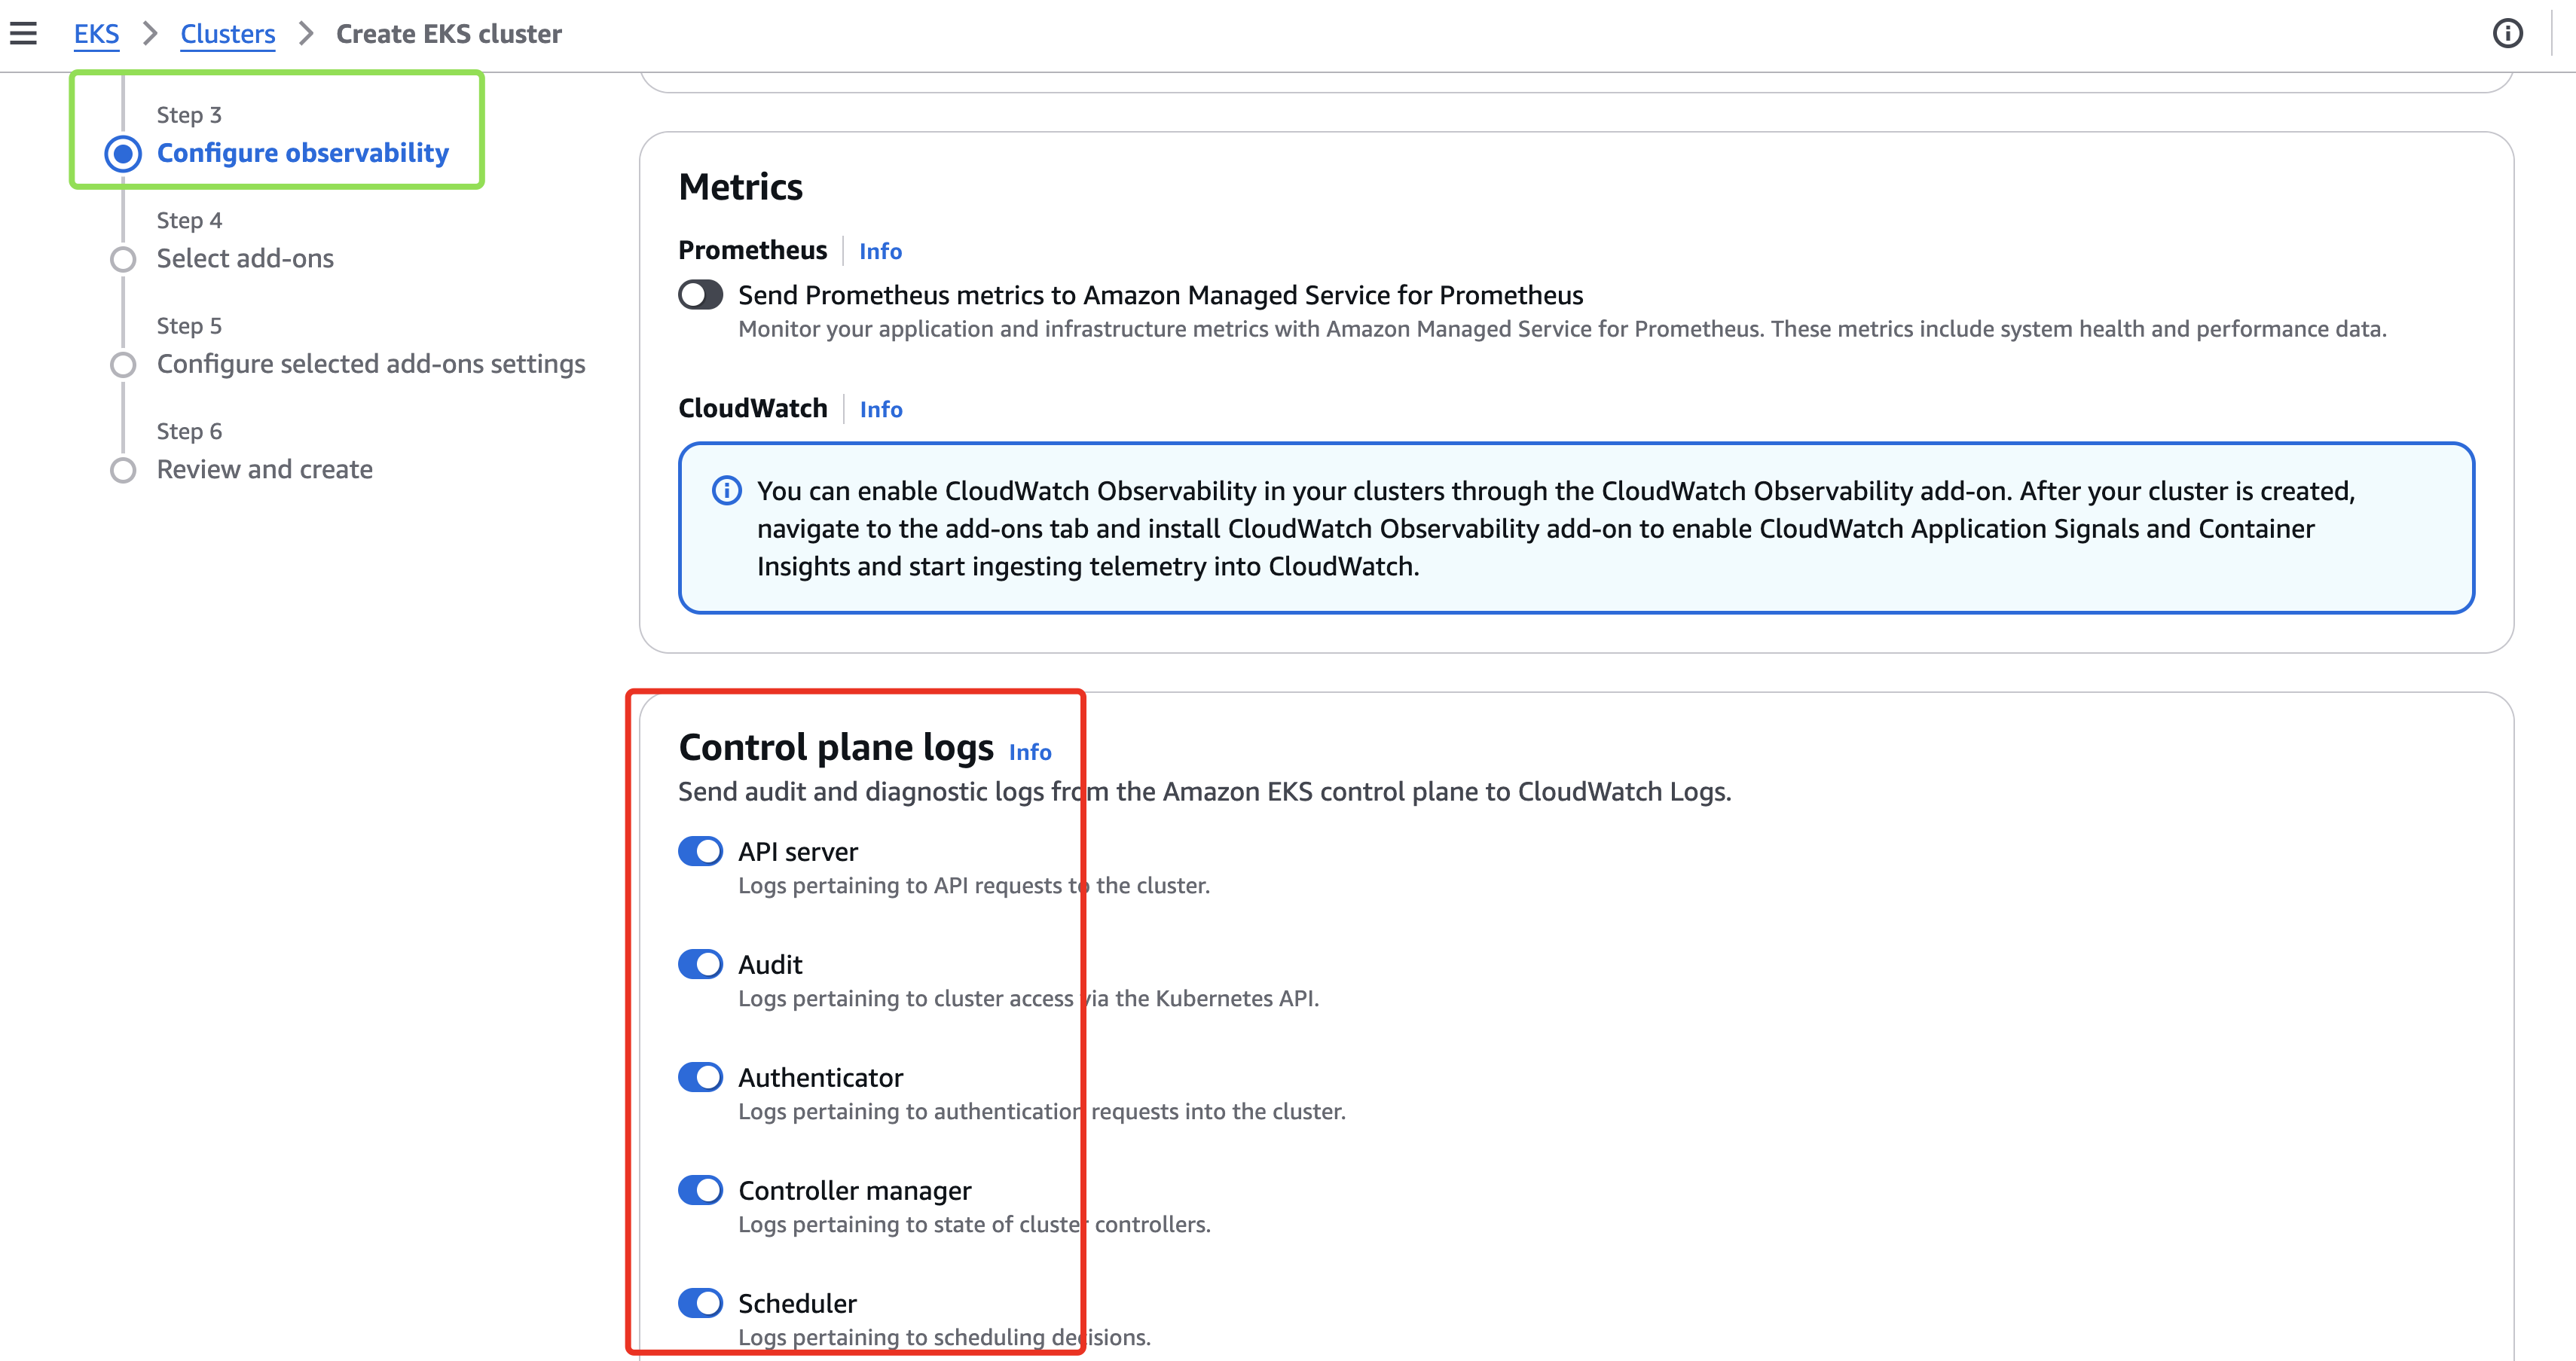 EKS > Clusters > Create EKS cluster
Step 3
Configure observability
Step 4
Select add-ons
Step 5
Configure selected add-ons settings
Step 6
Review and create
Metrics
Prometheus | Info
Send Prometheus metrics to Amazon Managed Service for Prometheus
Monitor your application and infrastructure metrics with Amazon Managed Service for Prometheus. These metrics include system health and performance data.
CloudWatch | Info
You can enable CloudWatch Observability in your clusters through the CloudWatch Observability add-on. After your cluster is created,
navigate to the add-ons tab and install CloudWatch Observability add-on to enable CloudWatch Application Signals and Container
Insights and start ingesting telemetry into CloudWatch.
Control plane logs Info
Send audit and diagnostic logs from the Amazon EKS control plane to CloudWatch Logs.
API server
Logs pertaining to API requests to the cluster.
Audit
Logs pertaining to cluster access via the Kubernetes API.
Authenticator
Logs pertaining to authentication requests into the cluster.
Controller manager
Logs pertaining to state of cluster controllers.
Scheduler
Logs pertaining to scheduling decisions.